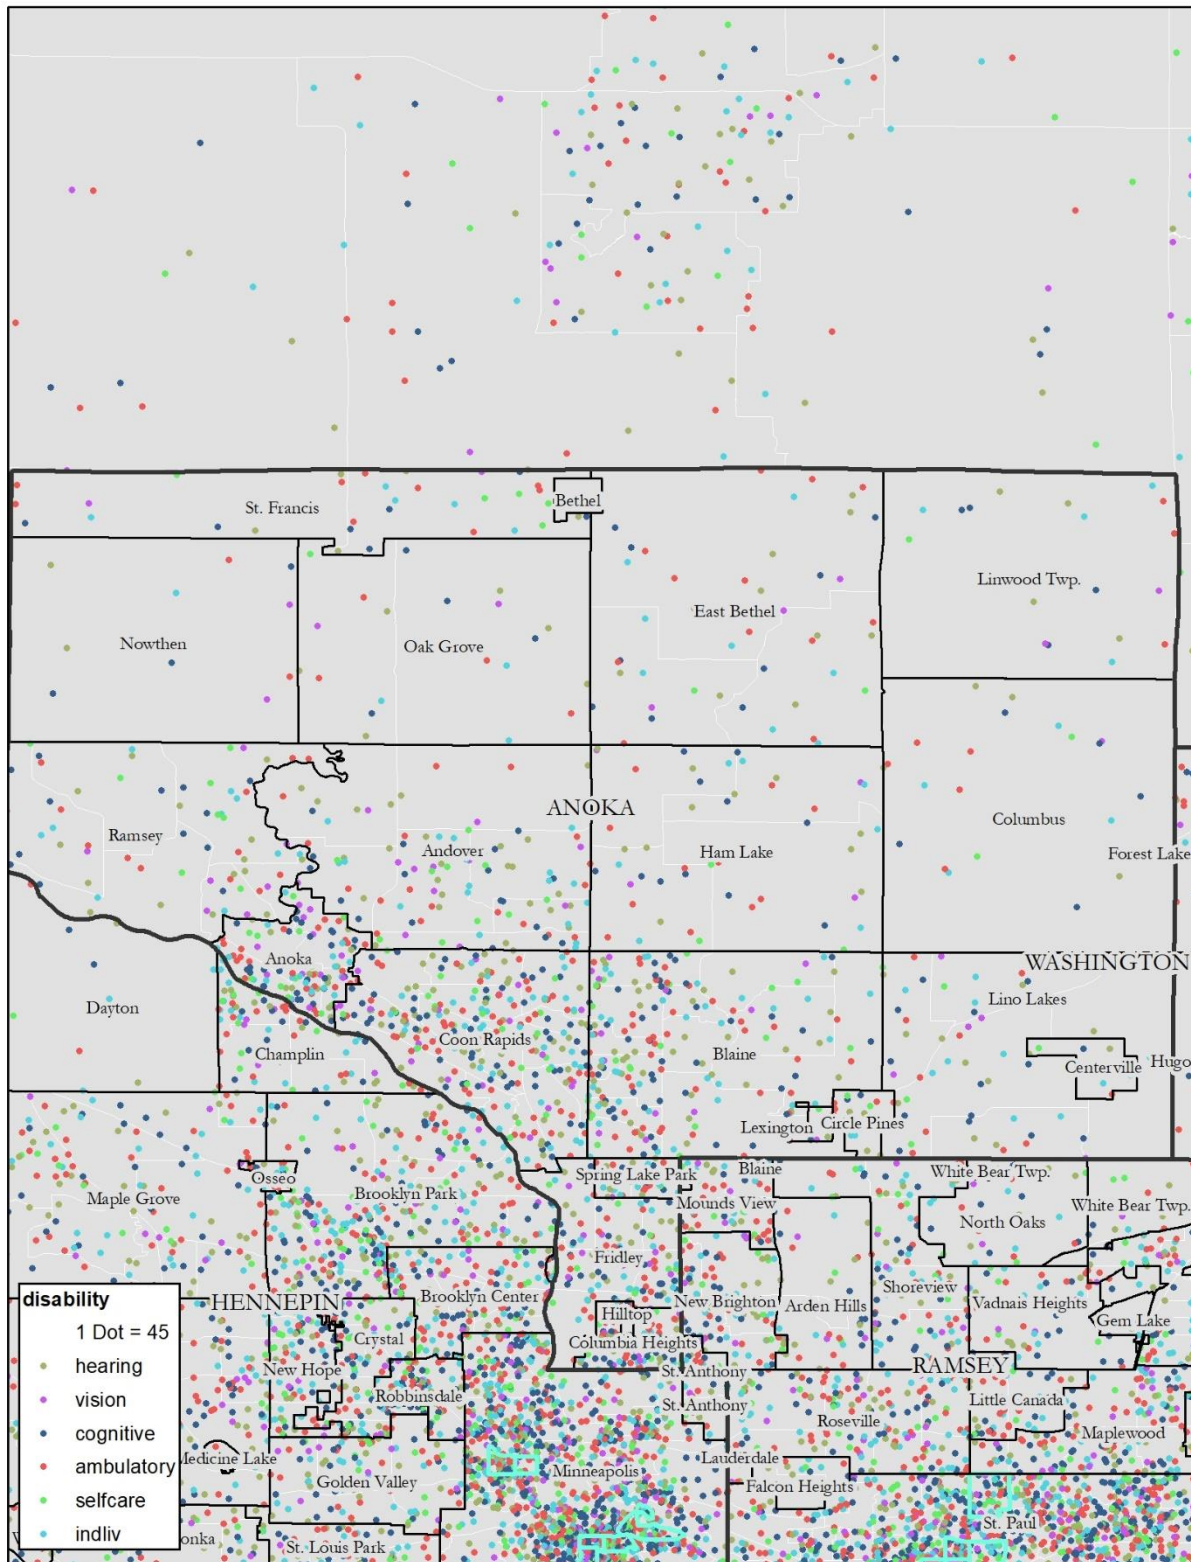 Bethel
St. Francis
Linwood Twp.
East Bethel
Nowthen
Oak Grove
ANOKA
Ramsey
Columbus
Andover
Ham Lake
Forest Lake
Anoka
WASHINGTON
Lino Lakes
Dayton
Coon Rapids
Champlin
Blaine
Centerville
Hugo
Lexington
Circle Pines
Spring Lake Park
Blaine
White Bear Twp.
Osseo
Maple Grove
Brooklyn Park
Mounds View
White Bear Twp.
North Oaks
Fridley
Shoreview
disability
HENNEPIN
Brooklyn Center
New Brighton
Arden Hills
Vadnais Heights
1 Dot = 45
Hilltop
Gem Lake
Crystal
Columbia Heights
hearing
New Hope
St. Anthony
RAMSEY
vision
Robbinsdale
St. Anthony
Little Canada
Roseville
cognitive
Maplewood
Medicine Lake
Lauderdale
ambulatory
Golden Valley
Minneapolis
Falcon Heights
selfcare
St. Paul
indliv
onka
St. Louis Park